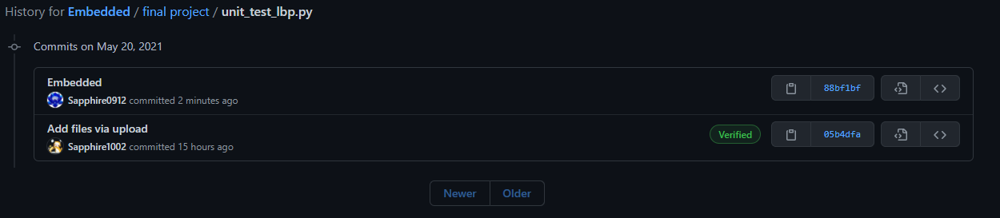 History for Embedded / final project / unit_test_lbp.py
Commits on May 20, 2021
Embedded
88bf1bf
Sapphire0912 committed 2 minutes ago
Add files via upload
Verified
05b4dfa
Sapphire1002 committed 15 hours ago
Newer Older